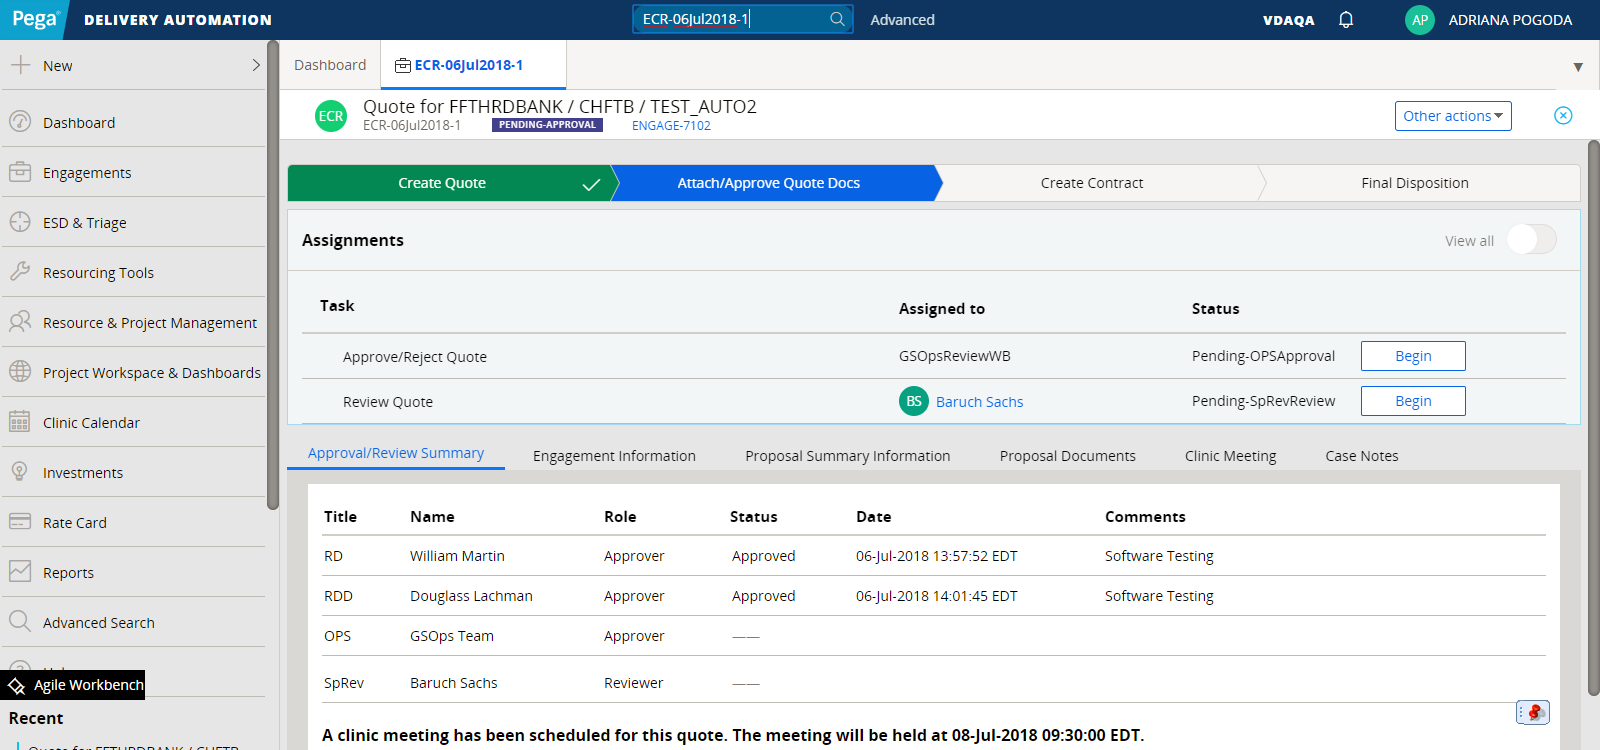 Pega DELIVERY AUTOMATION ECR-06Jul2018-1 Advanced VDAQA AP ADRIANA POGODA
New
Dashboard
Engagements
ESD & Triage
Resourcing Tools
Resource & Project Management
Project Workspace & Dashboards
Clinic Calendar
Investments
Rate Card
Reports
Advanced Search
Agile Workbench
Recent
Quote for FFTHRDBANK / CHFTB
Dashboard ECR-06Jul2018-1
ECR Quote for FFTHRDBANK / CHFTB / TEST_AUTO2
ECR-06Jul2018-1 PENDING-APPROVAL ENGAGE-7102
Other actions
Create Quote Attach/Approve Quote Docs Create Contract Final Disposition
Assignments View all
Task Assigned to Status
Approve/Reject Quote GSOpsReviewWB Pending-OPSApproval Begin
Review Quote BS Baruch Sachs Pending-SpRevReview Begin
Approval/Review Summary Engagement Information Proposal Summary Information Proposal Documents Clinic Meeting Case Notes
Title Name Role Status Date Comments
RD William Martin Approver Approved 06-Jul-2018 13:57:52 EDT Software Testing
RDD Douglass Lachman Approver Approved 06-Jul-2018 14:01:45 EDT Software Testing
OPS GSOps Team Approver ——
SpRev Baruch Sachs Reviewer ——
A clinic meeting has been scheduled for this quote. The meeting will be held at 08-Jul-2018 09:30:00 EDT.